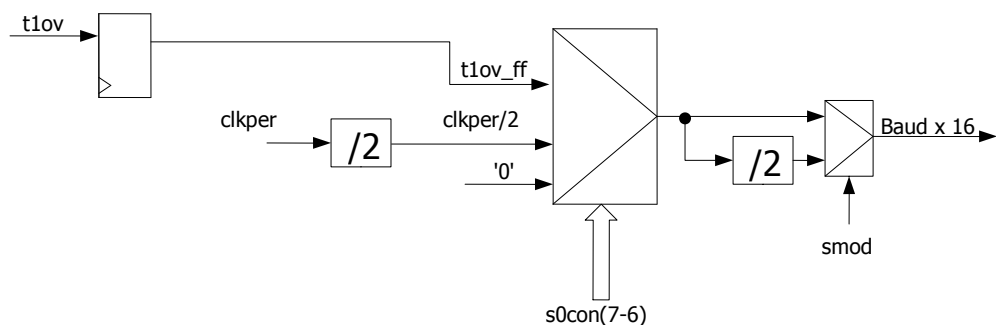 t1ov
t1ov_ff
clkper
/2
clkper/2
'0'
/2
Baud x 16
smod
s0con(7-6)